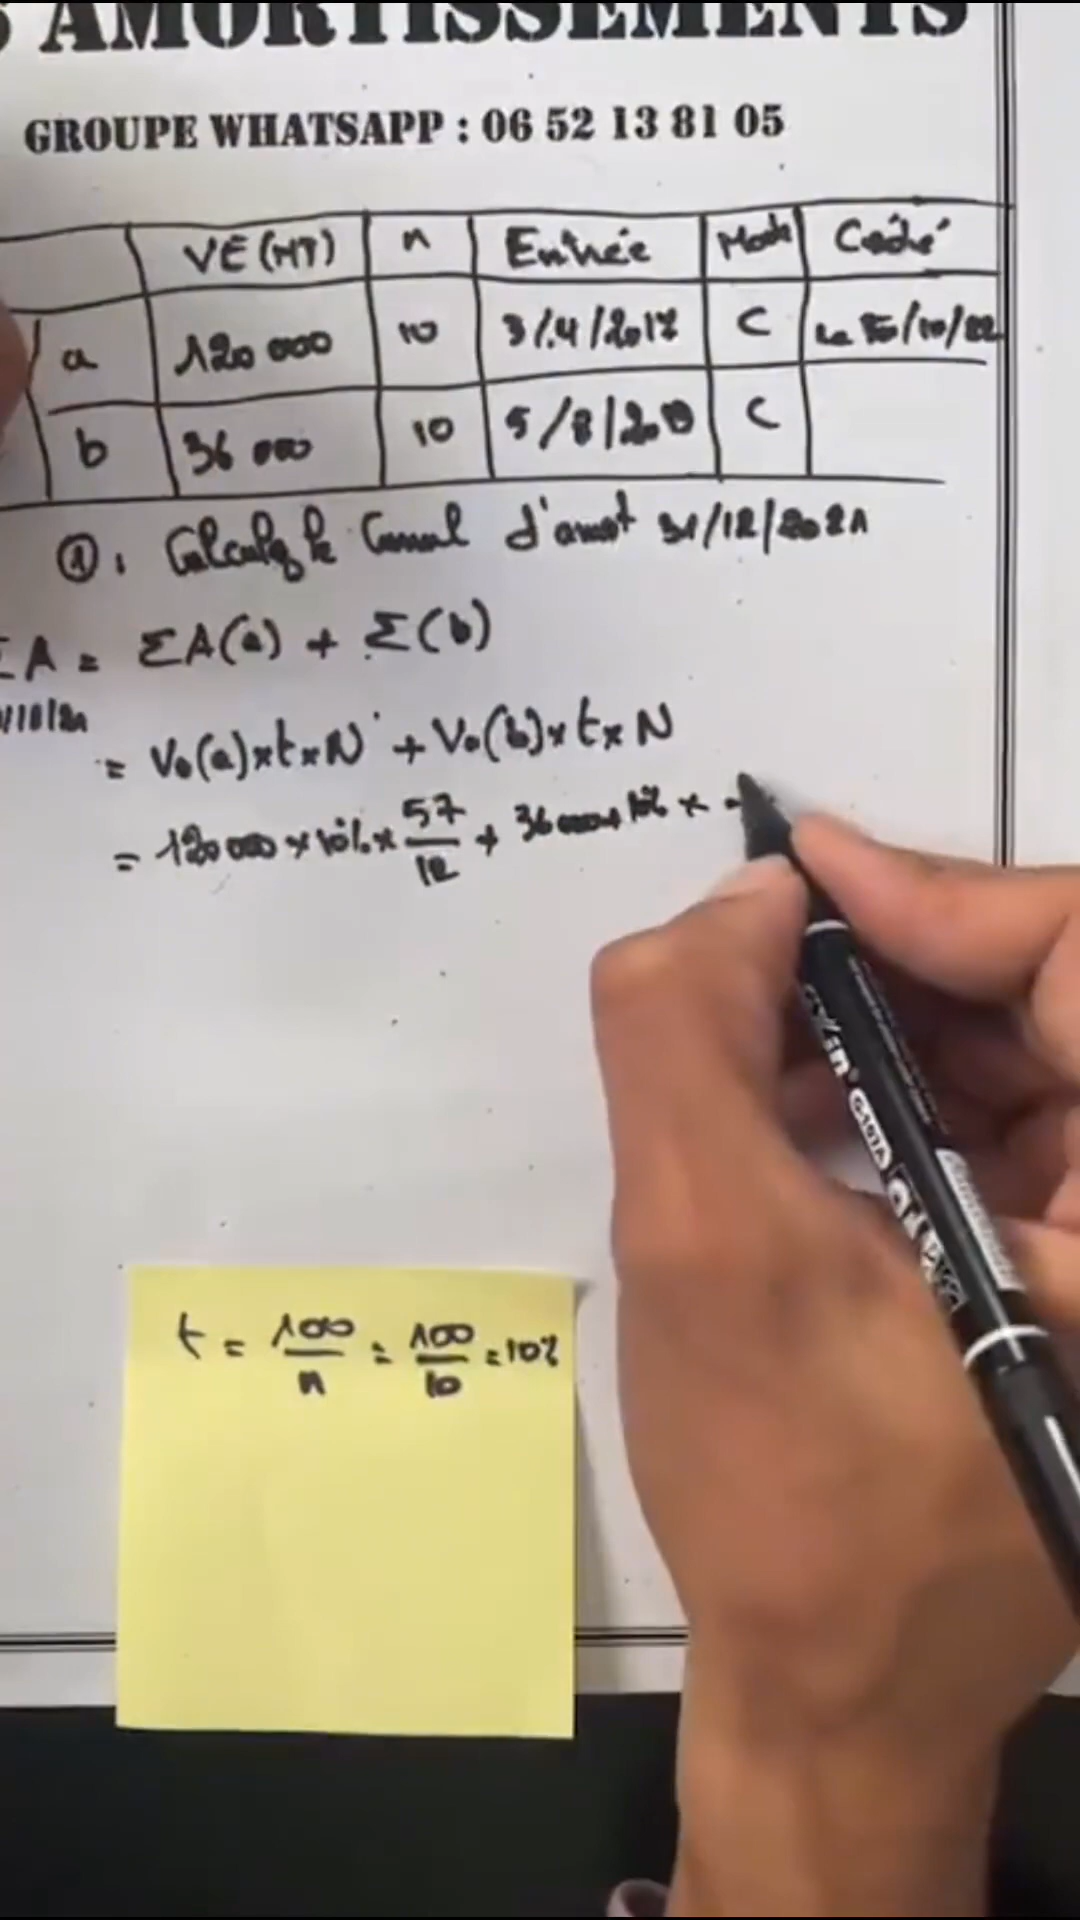 AMORTISSEMENTS
GROUPE WHATSAPP : 06 52 13 81 05
VE (HT) n Entrée Mode Cédé
a 120 000 10 3/4/2017 C Le /10/22
b 36 000 10 5/8/20 C
①: Calculez le Cumul d'amort 31/12/2021
ΣA = ΣA(a) + Σ(b)
= V₀(a)×t×N + V₀(b)×t×N
= 120 000 × 10% × 57/12 + 36 000 × 10% ×
t = 100/n = 100/10 = 10%